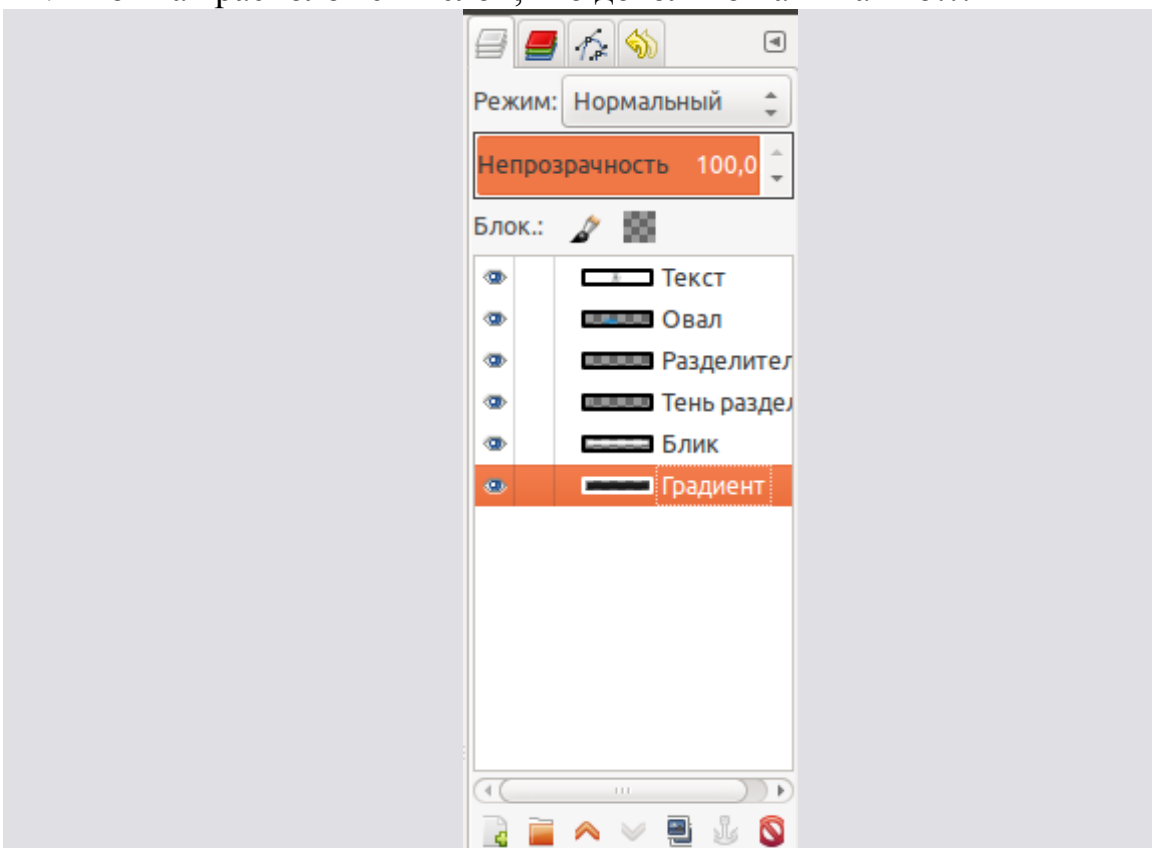 Режим: Нормальный
Непрозрачность 100,0
Блок.:
Текст
Овал
Разделител
Тень раздел
Блик
Градиент